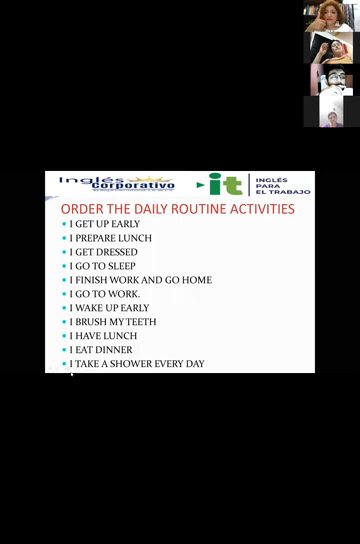 Inglés
Corporativo
it
INGLÉS
PARA
EL TRABAJO
ORDER THE DAILY ROUTINE ACTIVITIES
I GET UP EARLY
I PREPARE LUNCH
I GET DRESSED
I GO TO SLEEP
I FINISH WORK AND GO HOME
I GO TO WORK.
I WAKE UP EARLY
I BRUSH MY TEETH
I HAVE LUNCH
I EAT DINNER
I TAKE A SHOWER EVERY DAY